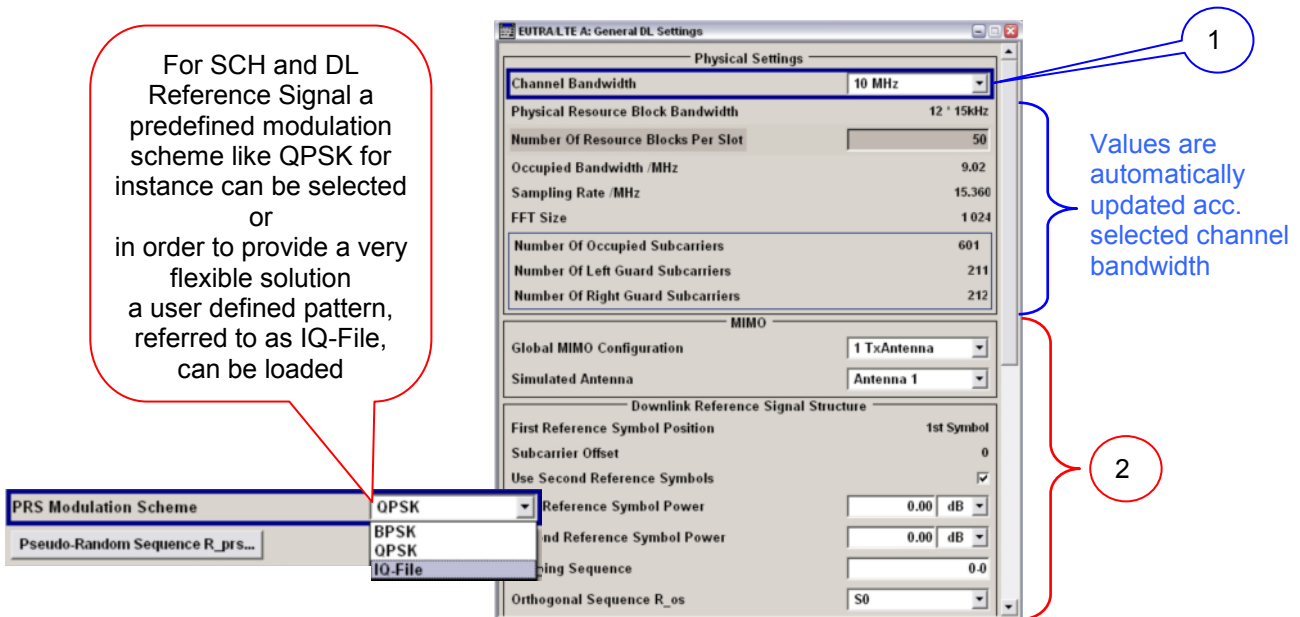 For SCH and DL
Reference Signal a
predefined modulation
scheme like QPSK for
instance can be selected
or
in order to provide a very
flexible solution
a user defined pattern,
referred to as IQ-File,
can be loaded
PRS Modulation Scheme QPSK
BPSK
QPSK
IQ-File
Pseudo-Random Sequence R_prs...
EUTRA/LTE A: General DL Settings
Physical Settings
Channel Bandwidth 10 MHz
Physical Resource Block Bandwidth 12 * 15kHz
Number Of Resource Blocks Per Slot 50
Occupied Bandwidth /MHz 9.02
Sampling Rate /MHz 15.360
FFT Size 1 024
Number Of Occupied Subcarriers 601
Number Of Left Guard Subcarriers 211
Number Of Right Guard Subcarriers 212
MIMO
Global MIMO Configuration 1 TxAntenna
Simulated Antenna Antenna 1
Downlink Reference Signal Structure
First Reference Symbol Position 1st Symbol
Subcarrier Offset 0
Use Second Reference Symbols
Reference Symbol Power 0.00 dB
nd Reference Symbol Power 0.00 dB
ing Sequence 0-0
Orthogonal Sequence R_os S0
1
Values are
automatically
updated acc.
selected channel
bandwidth
2